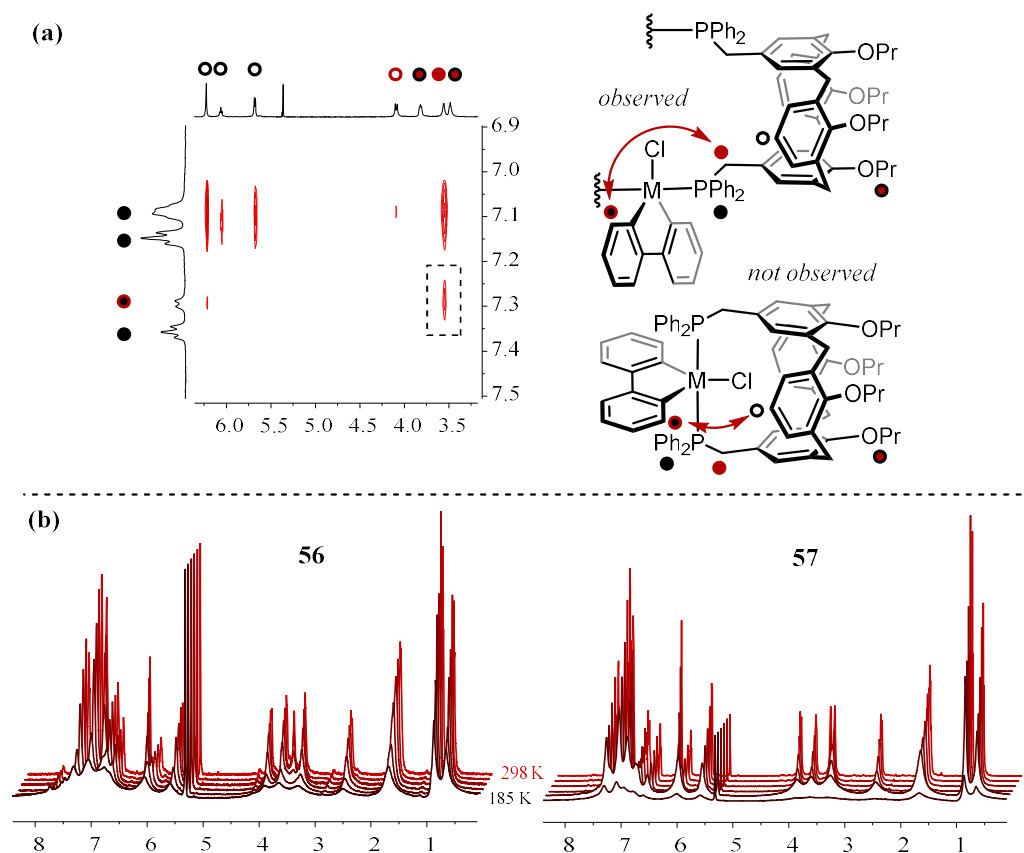 (a)
6.9
7.0
7.1
7.2
7.3
7.4
7.5
6.0
5.5
5.0
4.5
4.0
3.5
observed
PPh2
OPr
OPr
OPr
OPr
Cl
M
PPh2
not observed
Ph2P
OPr
OPr
M
Cl
OPr
Ph2P
OPr
(b)
56
57
298 K
185 K
8 7 6 5 4 3 2 1
8 7 6 5 4 3 2 1